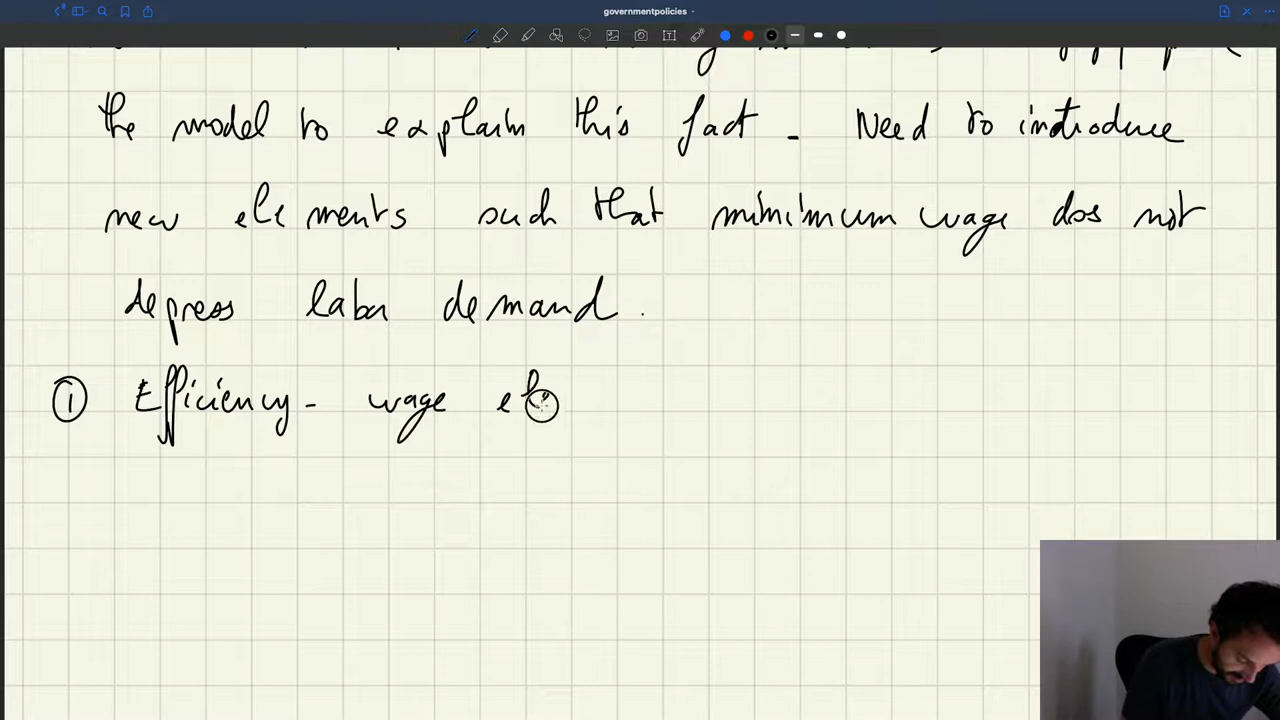 governmentpolicies
the model to explain this fact - Need to introduce
new elements such that minimum wage dos not
depress labor demand.
① Efficiency - wage